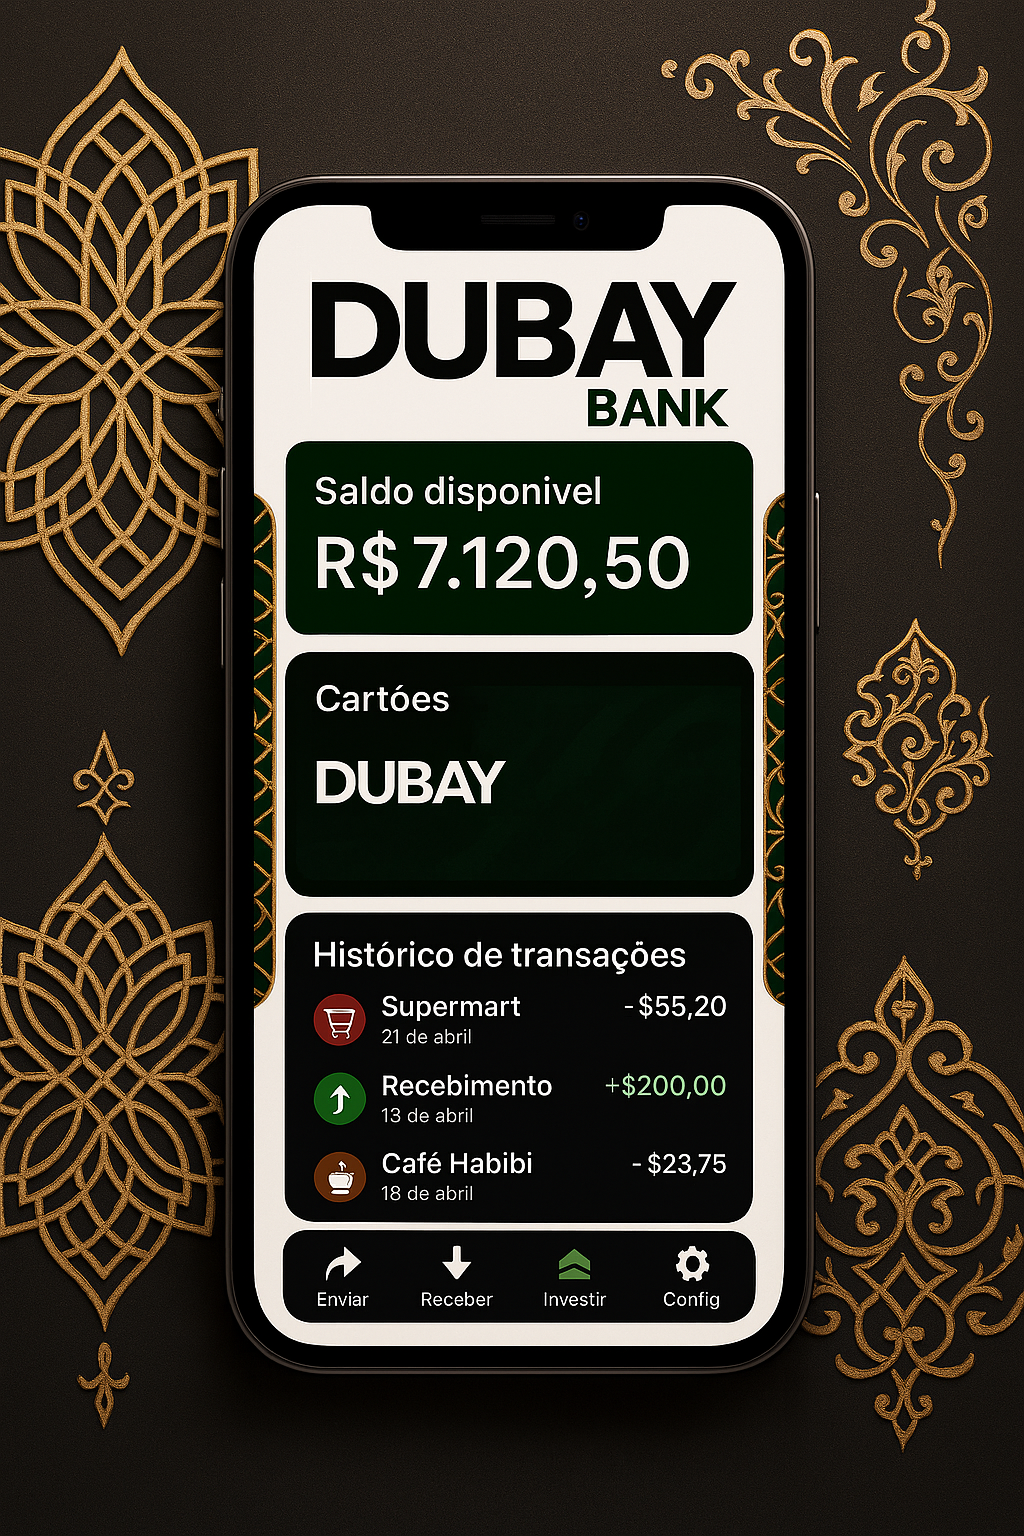 DUBAY
BANK
Saldo disponivel
R$ 7.120,50
Cartóes
DUBAY
Histórico de transações
Supermart -$55,20
21 de abril
Recebimento +$200,00
13 de abril
Café Habibi -$23,75
18 de abril
Enviar Receber Investir Config